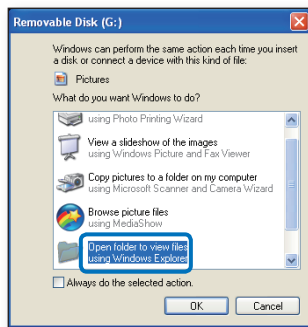 Removable Disk (G:)
Windows can perform the same action each time you insert
a disk or connect a device with this kind of file:
Pictures
What do you want Windows to do?
using Photo Printing Wizard
View a slideshow of the images
using Windows Picture and Fax Viewer
Copy pictures to a folder on my computer
using Microsoft Scanner and Camera Wizard
Browse picture files
using MediaShow
Open folder to view files
using Windows Explorer
Always do the selected action.
OK
Cancel